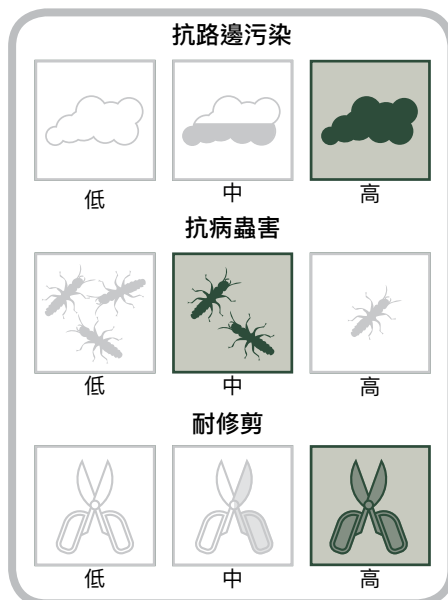 抗路邊污染
低 中 高
抗病蟲害
低 中 高
耐修剪
低 中 高